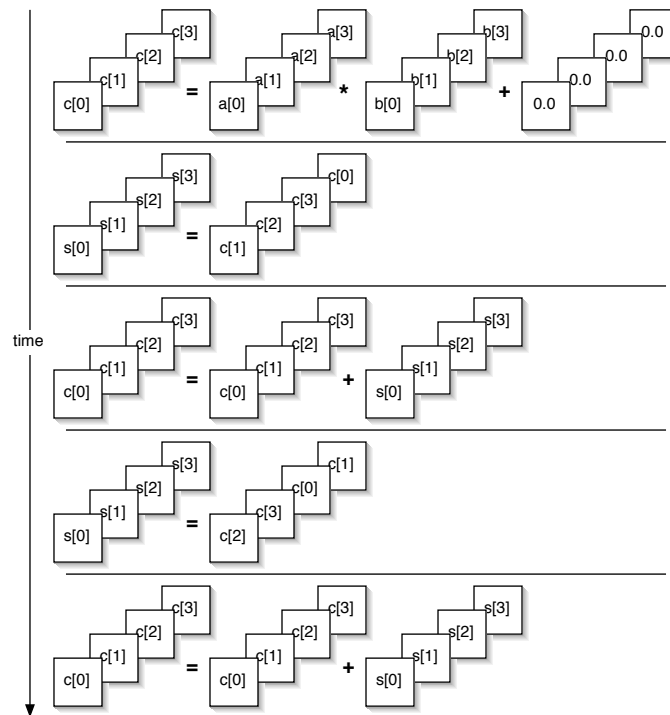 c[3] a[3] b[3] 0.0
c[2] a[2] b[2] 0.0
c[1] a[1] b[1] 0.0
c[0] = a[0] * b[0] + 0.0
s[3] c[0]
s[2] c[3]
s[1] c[2]
s[0] = c[1]
time
c[3] c[3] s[3]
c[2] c[2] s[2]
c[1] c[1] s[1]
c[0] = c[0] + s[0]
s[3] c[1]
s[2] c[0]
s[1] c[3]
s[0] = c[2]
c[3] c[3] s[3]
c[2] c[2] s[2]
c[1] c[1] s[1]
c[0] = c[0] + s[0]